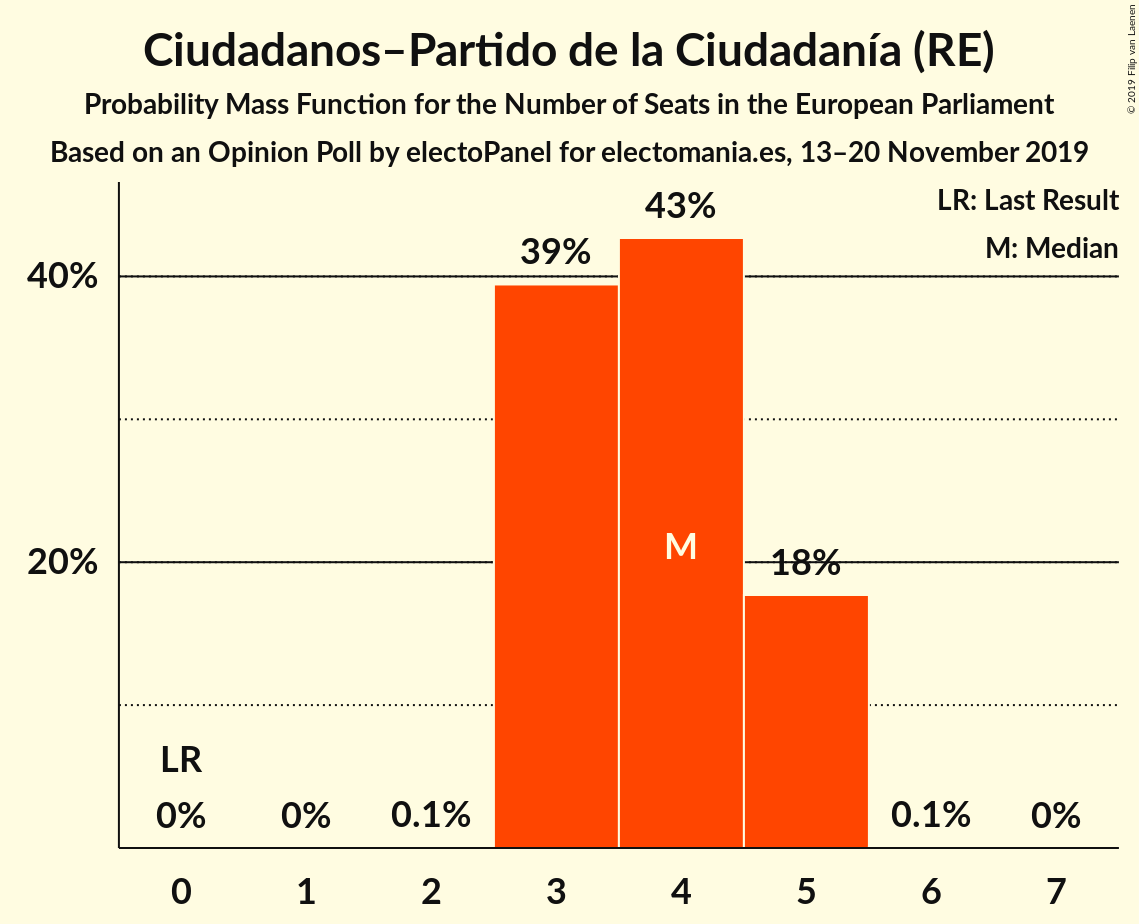 Ciudadanos–Partido de la Ciudadanía (RE)
Probability Mass Function for the Number of Seats in the European Parliament
Based on an Opinion Poll by electoPanel for electomania.es, 13–20 November 2019
© 2019 Filip van Laenen
LR: Last Result
M: Median
43%
39%
40%
M
20%
18%
LR
0%
0%
0.1%
0.1%
0%
0 1 2 3 4 5 6 7